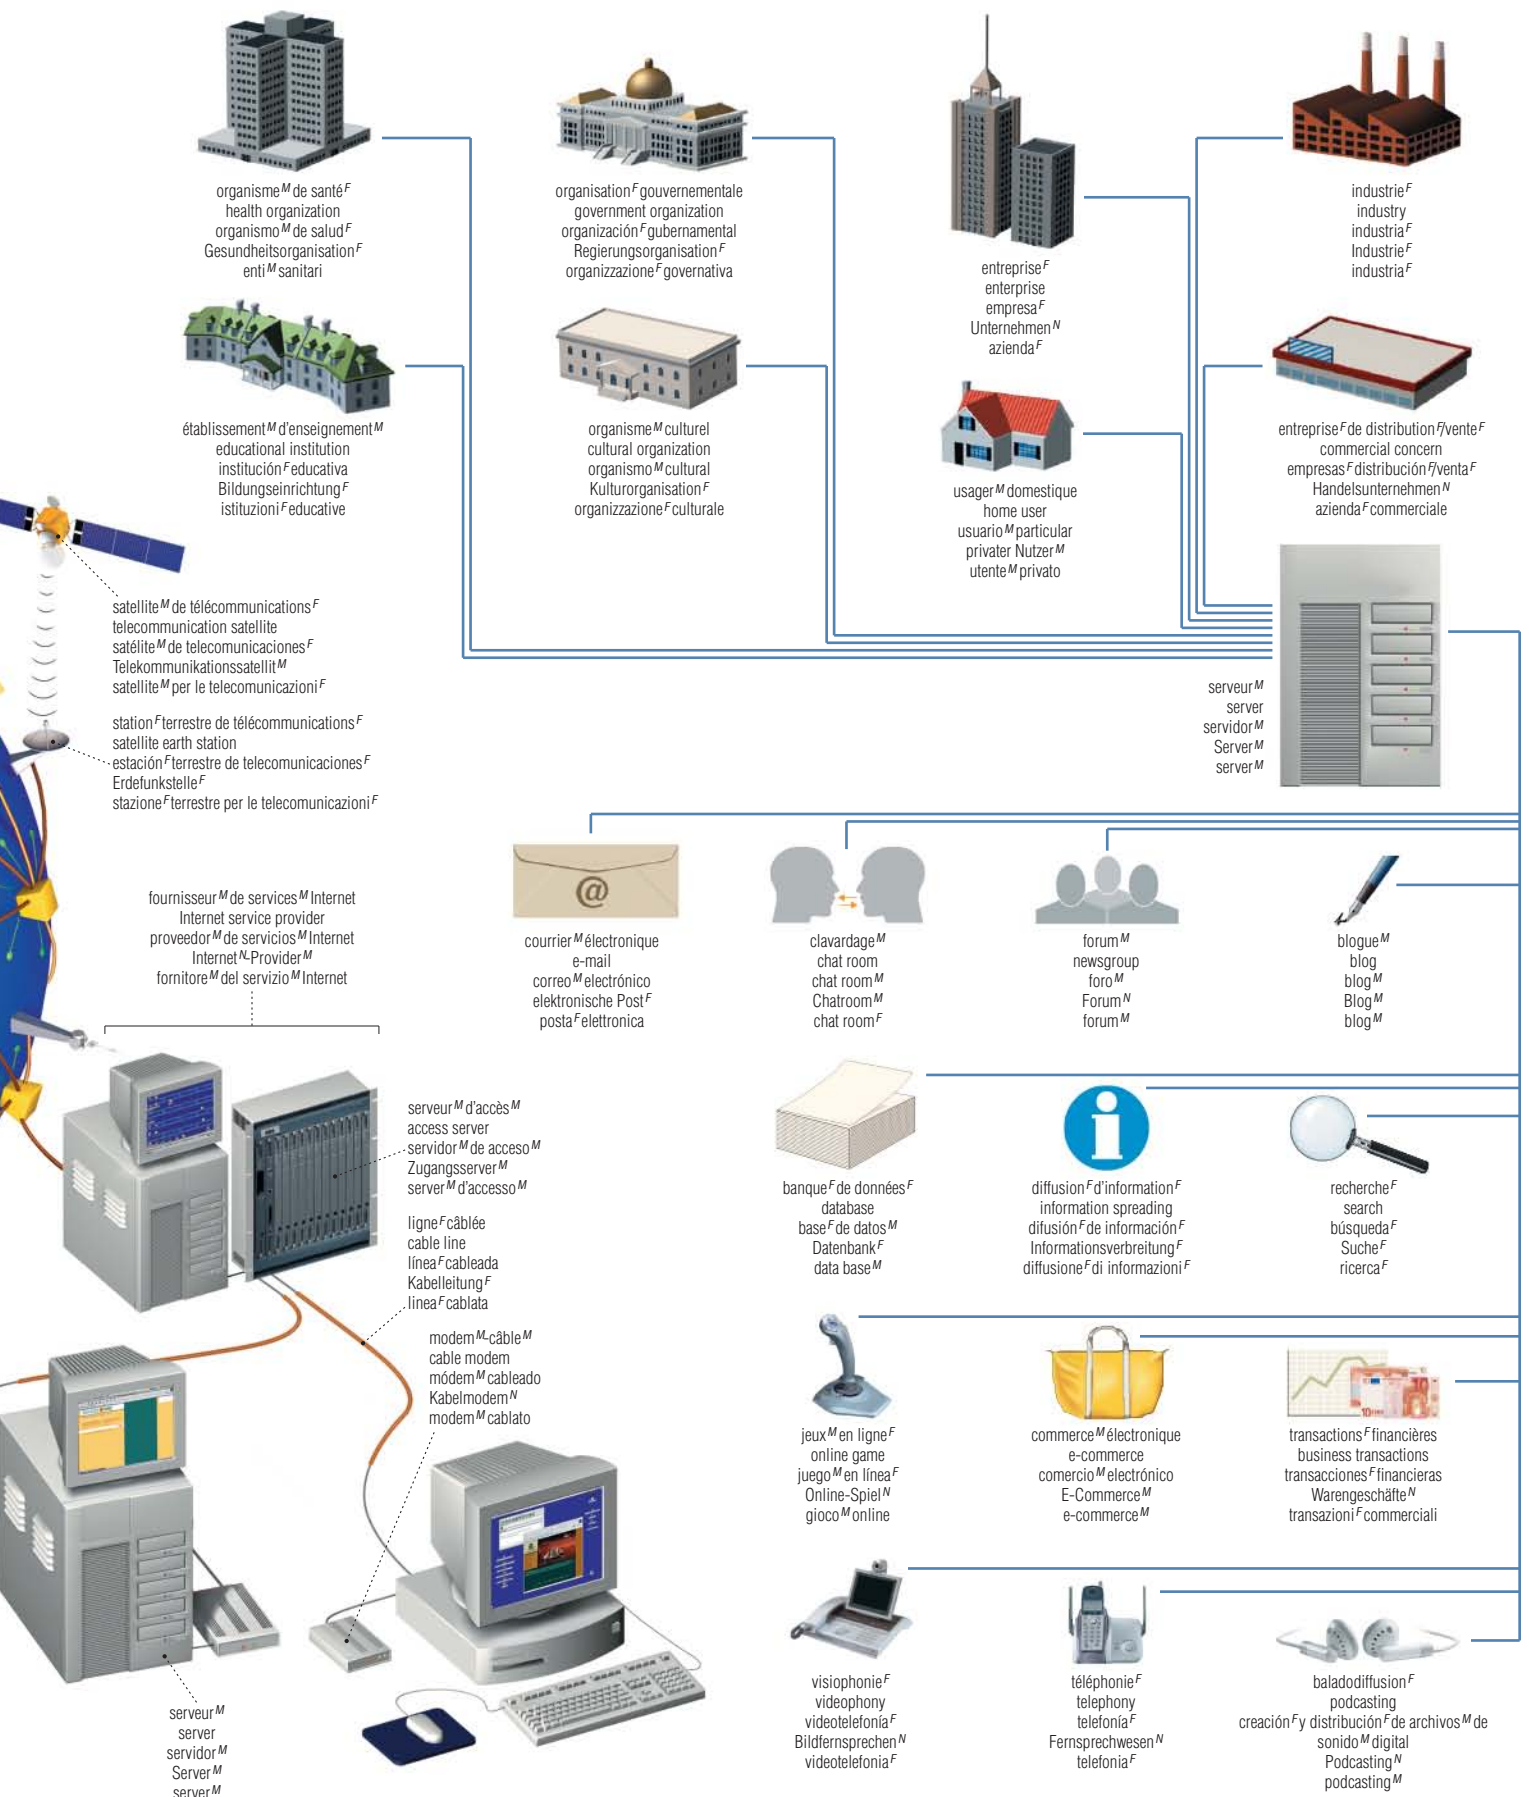 organisme M de santé F
health organization
organismo M de salud F
Gesundheitsorganisation F
enti M sanitari
organisation F gouvernementale
government organization
organización F gubernamental
Regierungsorganisation F
organizzazione F governativa
entreprise F
enterprise
empresa F
Unternehmen N
azienda F
industrie F
industry
industria F
Industrie F
industria F
établissement M d'enseignement M
educational institution
institución F educativa
Bildungseinrichtung F
istituzioni F educative
organisme M culturel
cultural organization
organismo M cultural
Kulturorganisation F
organizzazione F culturale
usager M domestique
home user
usuario M particular
privater Nutzer M
utente M privato
entreprise F de distribution F/vente F
commercial concern
empresas F distribución F/venta F
Handelsunternehmen N
azienda F commerciale
satellite M de télécommunications F
telecommunication satellite
satélite M de telecomunicaciones F
Telekommunikationssatellit M
satellite M per le telecomunicazioni F
station F terrestre de télécommunications F
satellite earth station
estación F terrestre de telecomunicaciones F
Erdefunkstelle F
stazione F terrestre per le telecomunicazioni F
serveur M
server
servidor M
Server M
server M
fournisseur M de services M Internet
Internet service provider
proveedor M de servicios M Internet
Internet N-Provider M
fornitore M del servizio M Internet
@
courrier M électronique
e-mail
correo M electrónico
elektronische Post F
posta F elettronica
clavardage M
chat room
chat room M
Chatroom M
chat room F
forum M
newsgroup
foro M
Forum N
forum M
blogue M
blog
blog M
Blog M
blog M
serveur M d'accès M
access server
servidor M de acceso M
Zugangsserver M
server M d'accesso M
ligne F câblée
cable line
línea F cableada
Kabelleitung F
linea F cablata
modem M-câble M
cable modem
módem M cableado
Kabelmodem N
modem M cablato
banque F de données F
database
base F de datos M
Datenbank F
data base M
i
diffusion F d'information F
information spreading
difusión F de información F
Informationsverbreitung F
diffusione F di informazioni F
recherche F
search
búsqueda F
Suche F
ricerca F
jeux M en ligne F
online game
juego M en línea F
Online-Spiel N
gioco M online
commerce M électronique
e-commerce
comercio M electrónico
E-Commerce M
e-commerce M
10 EURO
transactions F financières
business transactions
transacciones F financieras
Warengeschäfte N
transazioni F commerciali
serveur M
server
servidor M
Server M
server M
visiophonie F
videophony
videotelefonía F
Bildfernsprechen N
videotelefonia F
téléphonie F
telephony
telefonía F
Fernsprechwesen N
telefonia F
baladodiffusion F
podcasting
creación F y distribución F de archivos M de
sonido M digital
Podcasting N
podcasting M